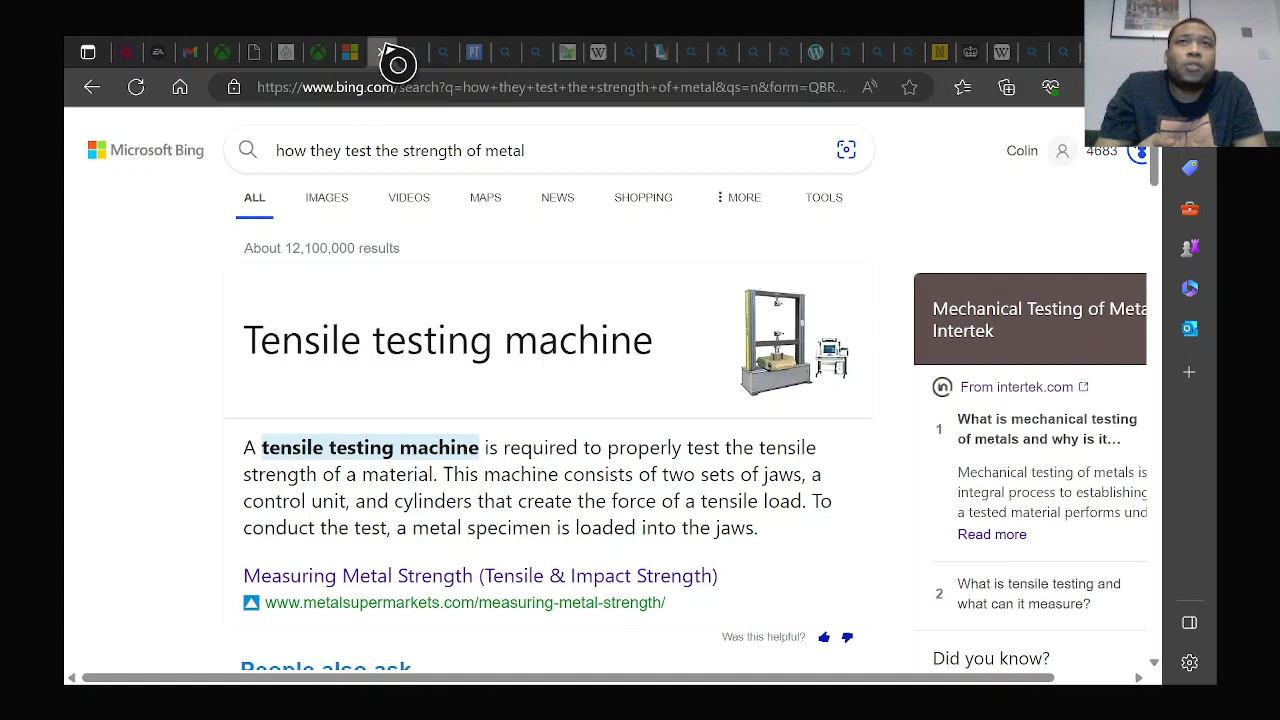 https://www.bing.com/search?q=how+they+test+the+strength+of+metal&qs=n&form=QBR...
Microsoft Bing
how they test the strength of metal
Colin
4683
ALL
IMAGES
VIDEOS
MAPS
NEWS
SHOPPING
MORE
TOOLS
About 12,100,000 results
Tensile testing machine
A tensile testing machine is required to properly test the tensile
strength of a material. This machine consists of two sets of jaws, a
control unit, and cylinders that create the force of a tensile load. To
conduct the test, a metal specimen is loaded into the jaws.
Measuring Metal Strength (Tensile & Impact Strength)
www.metalsupermarkets.com/measuring-metal-strength/
Was this helpful?
People also ask
Mechanical Testing of Meta
Intertek
From intertek.com
1
What is mechanical testing
of metals and why is it...
Mechanical testing of metals is
integral process to establishing
a tested material performs und
Read more
2
What is tensile testing and
what can it measure?
Did you know?